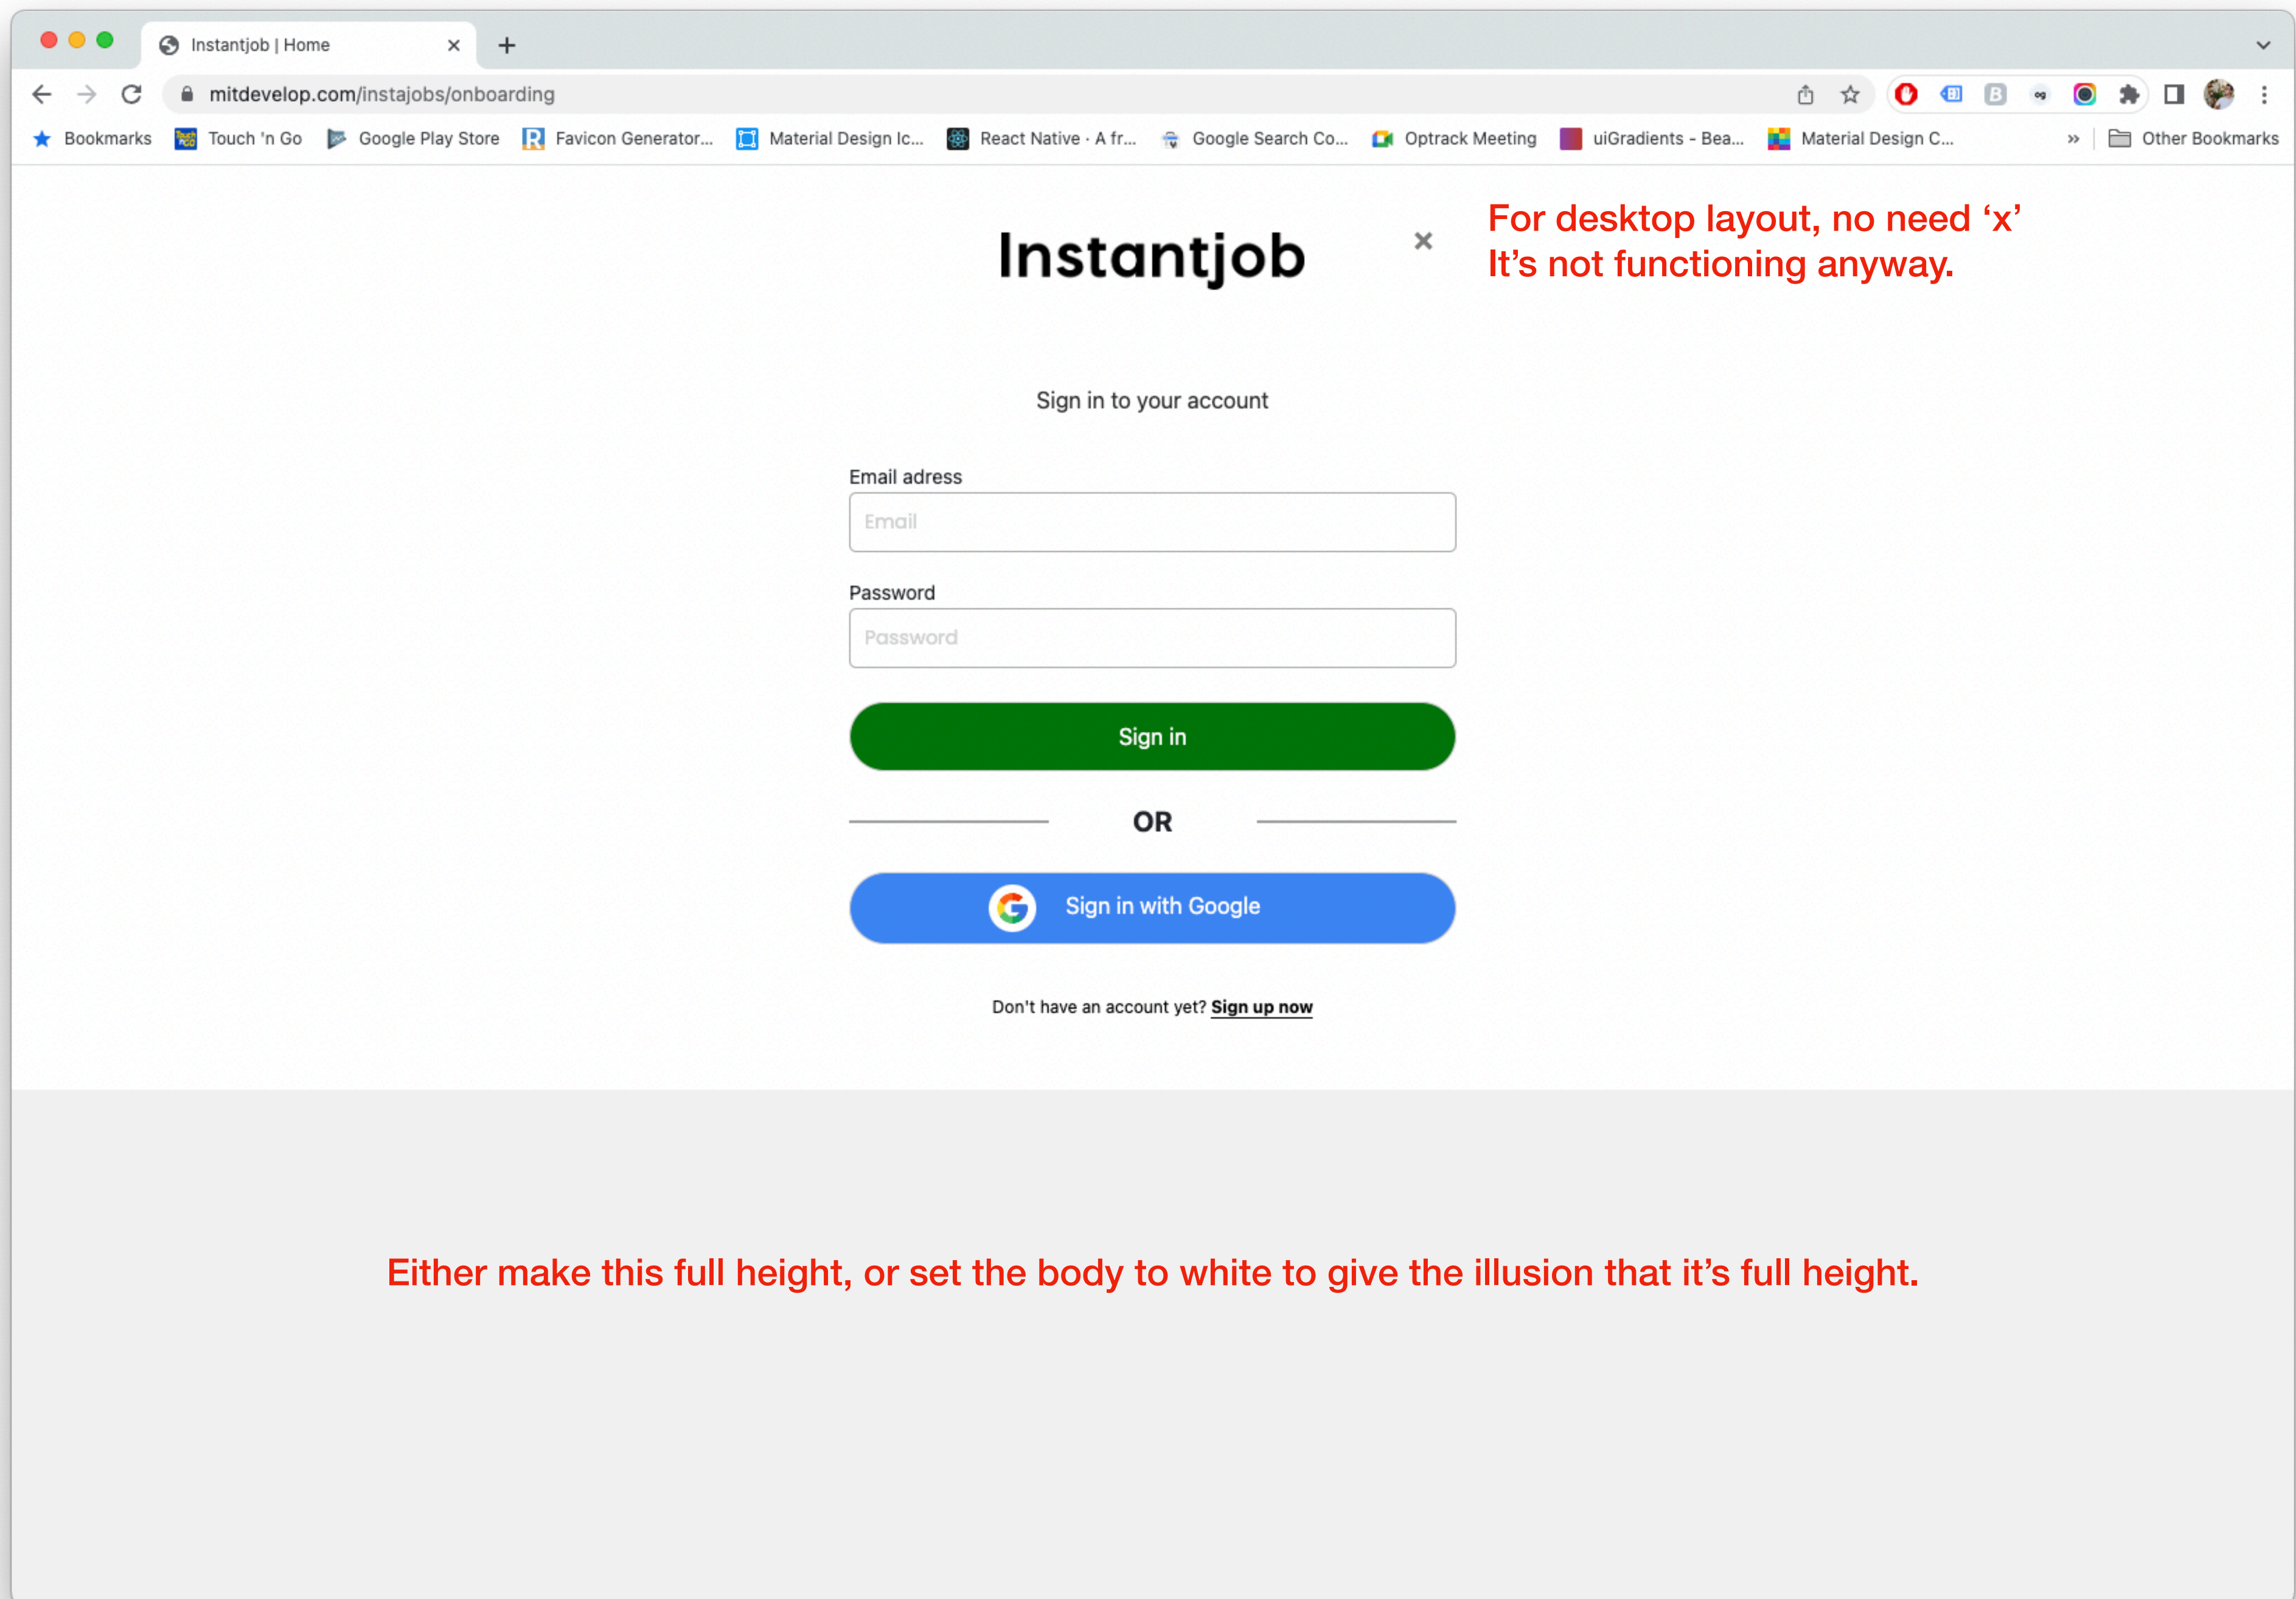 Instantjob | Home
mitdevelop.com/instajobs/onboarding
Bookmarks Touch 'n Go Google Play Store Favicon Generator... Material Design Ic... React Native · A fr... Google Search Co... Optrack Meeting uiGradients - Bea... Material Design C... » Other Bookmarks
Instantjob
For desktop layout, no need ‘x’
It’s not functioning anyway.
Sign in to your account
Email adress
Email
Password
Password
Sign in
OR
Sign in with Google
Don't have an account yet? Sign up now
Either make this full height, or set the body to white to give the illusion that it’s full height.